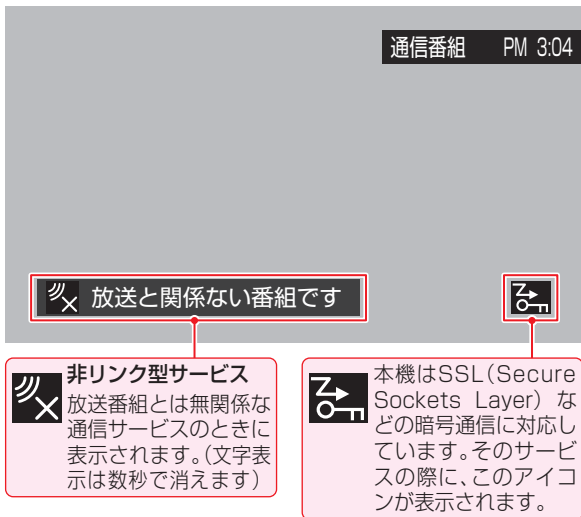 通信番組 PM 3:04
放送と関係ない番組です
非リンク型サービス
放送番組とは無関係な
通信サービスのときに
表示されます。(文字表
示は数秒で消えます)
本機はSSL(Secure
Sockets Layer) な
どの暗号通信に対応し
ています。そのサービ
スの際に、このアイコ
ンが表示されます。